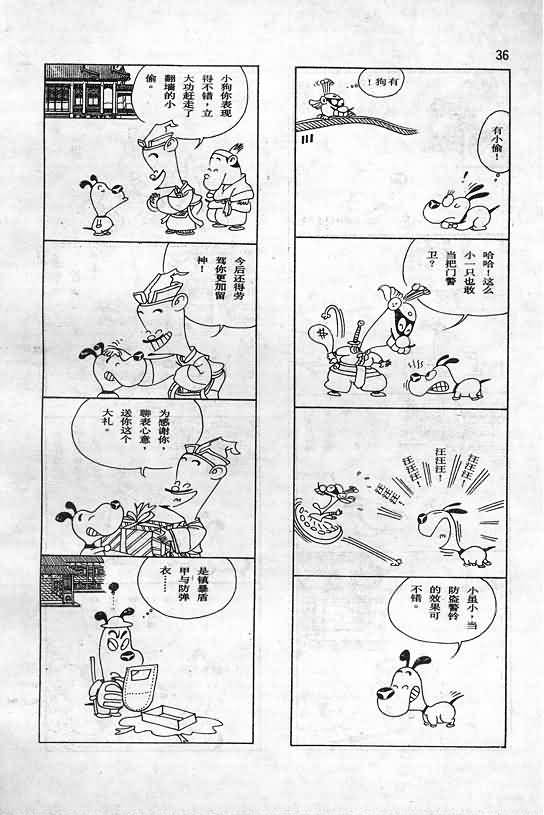 36
有狗！
有小偷！
哈哈！这么
小一只也敢
当把门警
卫？
汪汪汪！
汪汪汪！
汪汪汪！
汪汪汪！
小虽小，当
防盗警铃
的效果可
不错。
小狗你表现
得不错，立
大功赶走了
翻墙的小
偷。
今后还得劳
驾你更加留
神！
为感谢你，
聊表心意，
送你这个
大礼。
是镇暴盾
甲与防弹
衣……